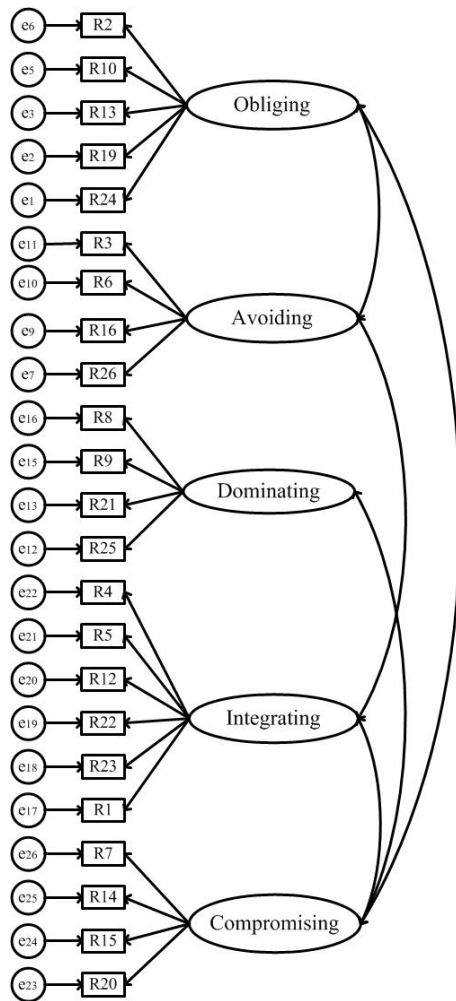 e6 R2
e5 R10
e3 R13
e2 R19
e1 R24
Obliging
e11 R3
e10 R6
e9 R16
e7 R26
Avoiding
e16 R8
e15 R9
e13 R21
e12 R25
Dominating
e22 R4
e21 R5
e20 R12
e19 R22
e18 R23
e17 R1
Integrating
e26 R7
e25 R14
e24 R15
e23 R20
Compromising